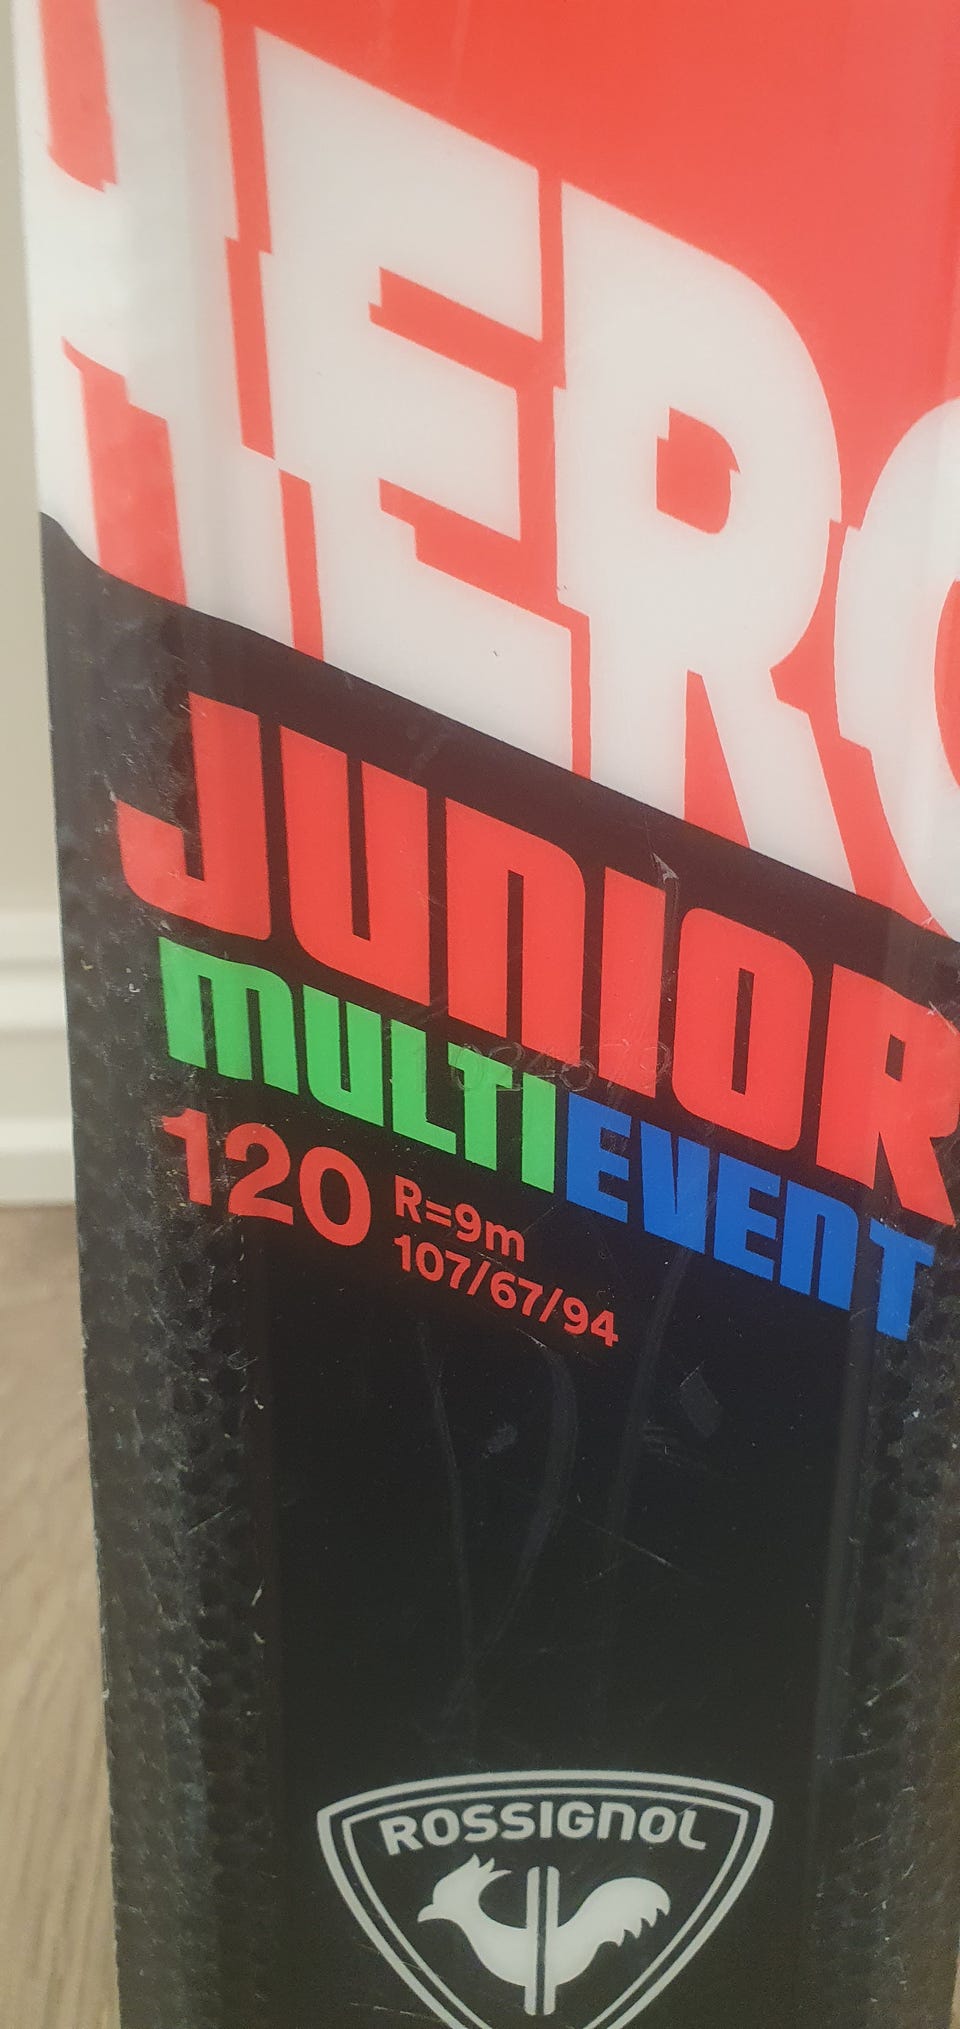 HERO
JUNIOR
MULTIEVENT
120 R=9m
107/67/94
ROSSIGNOL